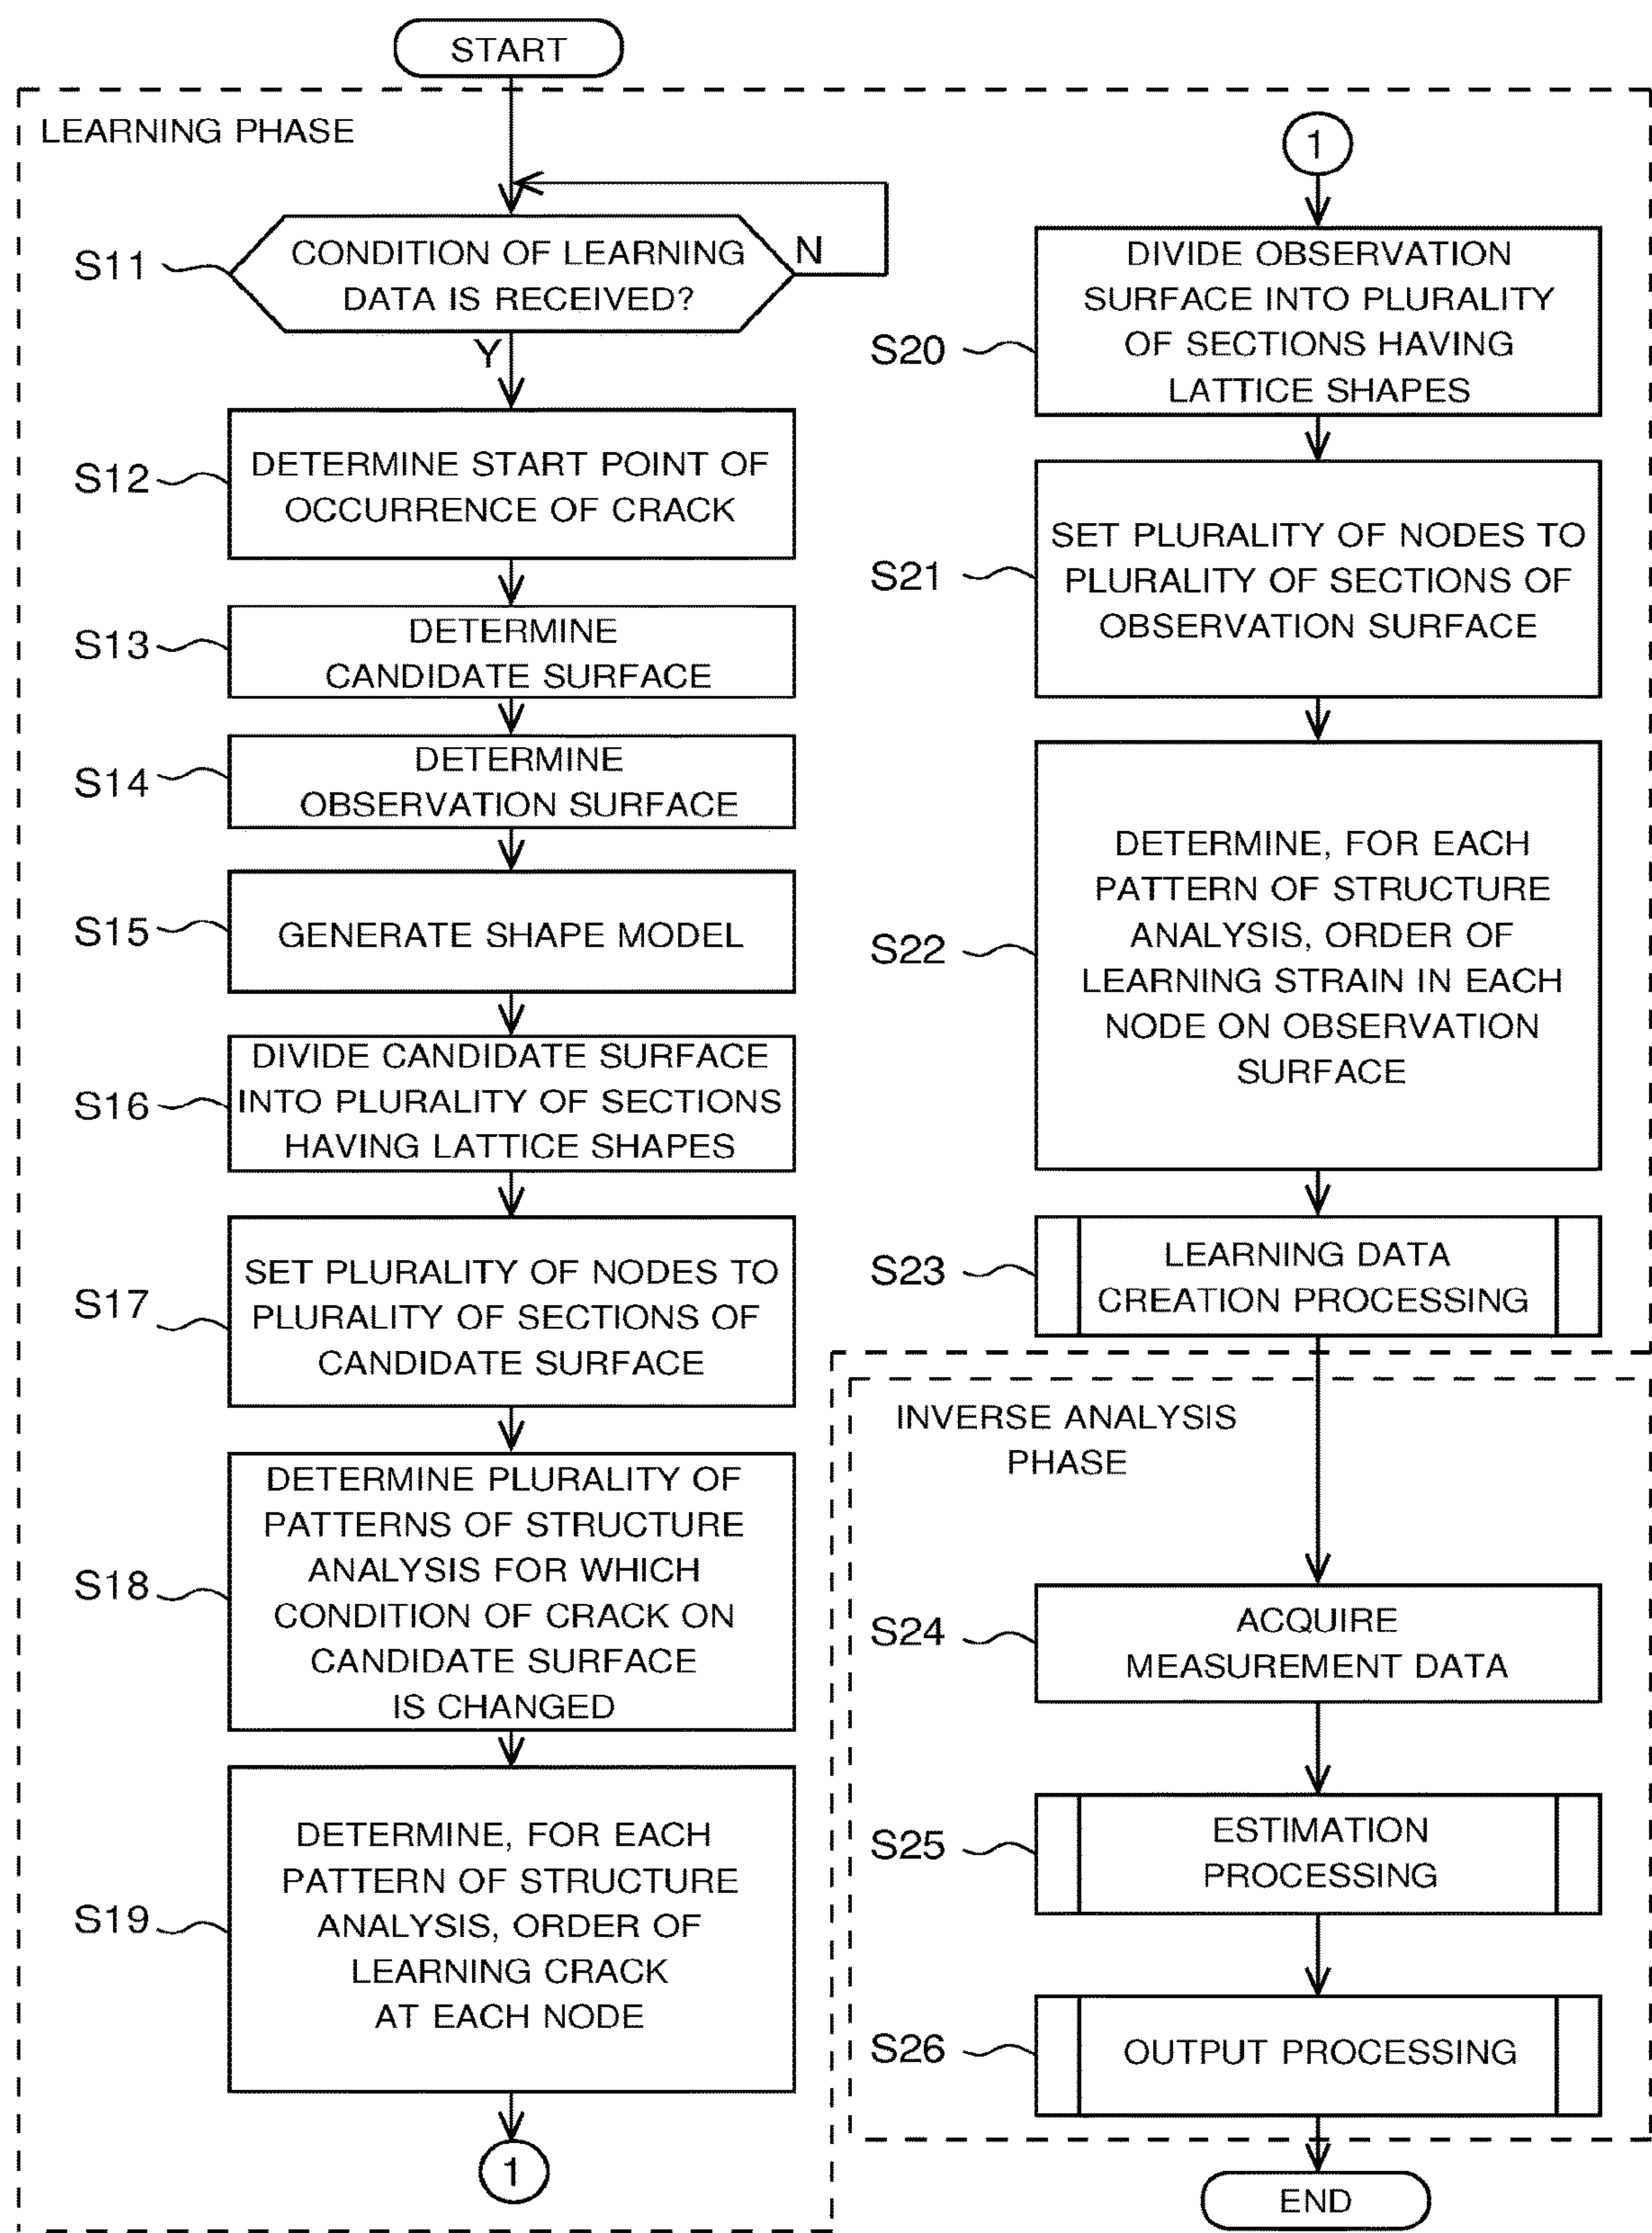 START
LEARNING PHASE
S11
CONDITION OF LEARNING
DATA IS RECEIVED?
N
Y
S12
DETERMINE START POINT OF
OCCURRENCE OF CRACK
S13
DETERMINE
CANDIDATE SURFACE
S14
DETERMINE
OBSERVATION SURFACE
S15
GENERATE SHAPE MODEL
S16
DIVIDE CANDIDATE SURFACE
INTO PLURALITY OF SECTIONS
HAVING LATTICE SHAPES
S17
SET PLURALITY OF NODES TO
PLURALITY OF SECTIONS OF
CANDIDATE SURFACE
S18
DETERMINE PLURALITY OF
PATTERNS OF STRUCTURE
ANALYSIS FOR WHICH
CONDITION OF CRACK ON
CANDIDATE SURFACE
IS CHANGED
S19
DETERMINE, FOR EACH
PATTERN OF STRUCTURE
ANALYSIS, ORDER OF
LEARNING CRACK
AT EACH NODE
1
1
S20
DIVIDE OBSERVATION
SURFACE INTO PLURALITY
OF SECTIONS HAVING
LATTICE SHAPES
S21
SET PLURALITY OF NODES TO
PLURALITY OF SECTIONS OF
OBSERVATION SURFACE
S22
DETERMINE, FOR EACH
PATTERN OF STRUCTURE
ANALYSIS, ORDER OF
LEARNING STRAIN IN EACH
NODE ON OBSERVATION
SURFACE
S23
LEARNING DATA
CREATION PROCESSING
INVERSE ANALYSIS
PHASE
S24
ACQUIRE
MEASUREMENT DATA
S25
ESTIMATION
PROCESSING
S26
OUTPUT PROCESSING
END